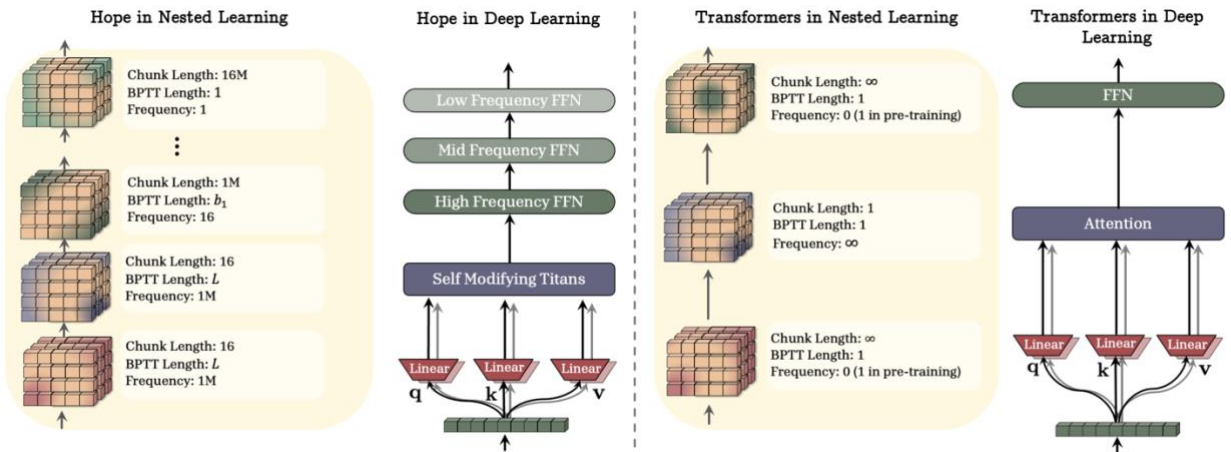 Hope in Nested Learning
Chunk Length: 16M
BPTT Length: 1
Frequency: 1
Chunk Length: 1M
BPTT Length: b₁
Frequency: 16
Chunk Length: 16
BPTT Length: L
Frequency: 1M
Chunk Length: 16
BPTT Length: L
Frequency: 1M
Hope in Deep Learning
Low Frequency FFN
Mid Frequency FFN
High Frequency FFN
Self Modifying Titans
Linear Linear Linear
q k v
Transformers in Nested Learning
Chunk Length: ∞
BPTT Length: 1
Frequency: 0 (1 in pre-training)
Chunk Length: 1
BPTT Length: 1
Frequency: ∞
Chunk Length: ∞
BPTT Length: 1
Frequency: 0 (1 in pre-training)
Transformers in Deep
Learning
FFN
Attention
Linear Linear Linear
q k v